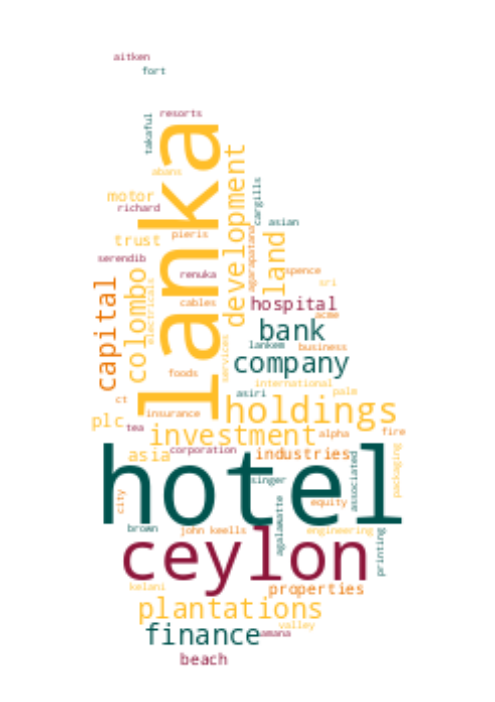 aitken
fort
resorts
takaful
lanka
abans
development
cargills
motor
richard
asian
pieris
trust
land
agarapatana
serendib
colombo
electricals
renuka
spence
sri
capital
cables
hospital
acme
bank
services
lankem
business
company
foods
international
asiri
palm
ct
holdings
insurance
plc
tea
investment
alpha
fire
asia
corporation
industries
packaging
hotel
singer
associated
city
equity
agalawatte
brown
john keells
engineering
printing
ceylon
kelani
properties
plantations
valley
finance
amana
beach